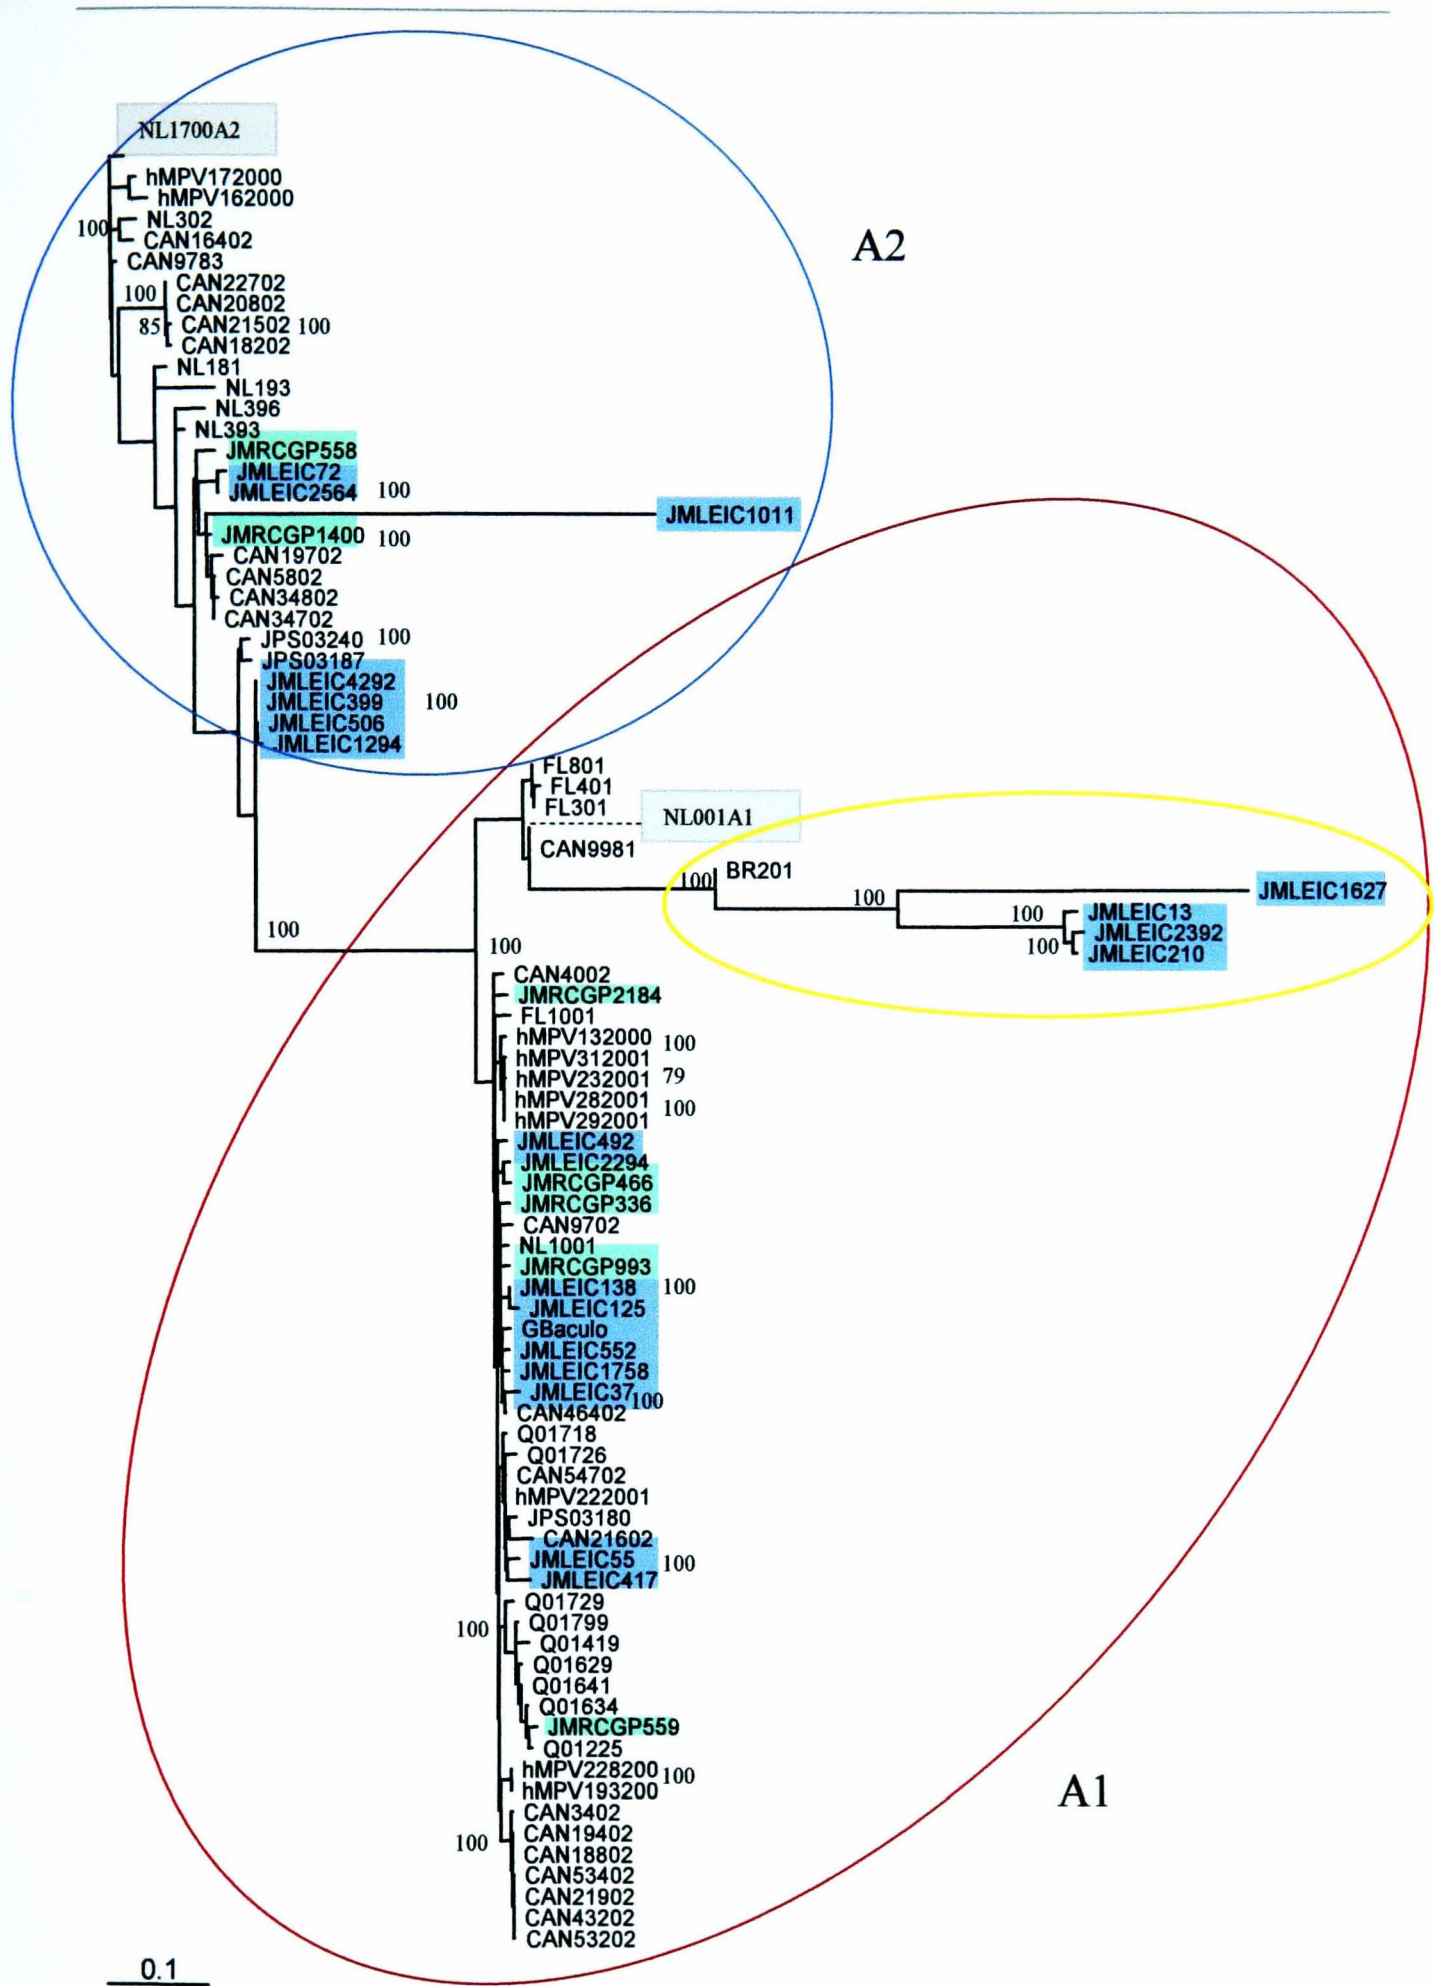 NL1700A2
hMPV172000
hMPV162000
NL302
100
CAN16402
A2
CAN9783
CAN22702
100
CAN20802
85 CAN21502 100
CAN18202
NL181
NL193
NL396
NL393
JMRCGP558
JMLEIC72
JMLEIC2564 100
JMLEIC1011
JMRCGP1400 100
CAN19702
CAN5802
CAN34802
CAN34702
JPS03240 100
JPS03187
JMLEIC4292
JMLEIC399 100
JMLEIC506
JMLEIC1294
FL801
FL401
FL301
NL001A1
CAN9981
BR201
100
JMLEIC1627
100
100 JMLEIC13
JMLEIC2392
100 JMLEIC210
100
100
CAN4002
JMRCGP2184
FL1001
hMPV132000 100
hMPV312001
hMPV232001 79
hMPV282001 100
hMPV292001
JMLEIC492
JMLEIC2294
JMRCGP466
JMRCGP336
CAN9702
NL1001
JMRCGP993
JMLEIC138 100
JMLEIC125
GBaculo
JMLEIC552
JMLEIC1758
JMLEIC37 100
CAN46402
Q01718
Q01726
CAN54702
hMPV222001
JPS03180
CAN21602
JMLEIC55 100
JMLEIC417
Q01729
100 Q01799
Q01419
Q01629
Q01641
Q01634
JMRCGP559
Q01225
hMPV228200 100
hMPV193200
A1
CAN3402
CAN19402
100
CAN18802
CAN53402
CAN21902
CAN43202
CAN53202
0.1